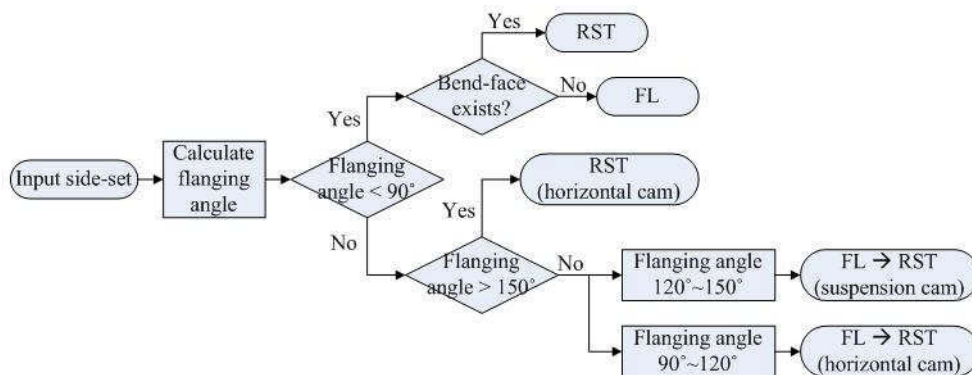 Yes
RST
Bend-face
exists?
No
FL
Yes
Input side-set
Calculate
flanging
angle
Flanging
angle < 90˚
RST
(horizontal cam)
Yes
No
Flanging
angle > 150˚
No
Flanging angle
120˚~150˚
FL → RST
(suspension cam)
Flanging angle
90˚~120˚
FL → RST
(horizontal cam)